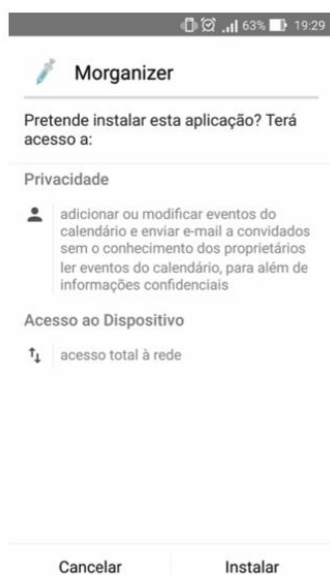 63% 19:29
Morganizer
Pretende instalar esta aplicação? Terá
acesso a:
Privacidade
adicionar ou modificar eventos do
calendário e enviar e-mail a convidados
sem o conhecimento dos proprietários
ler eventos do calendário, para além de
informações confidenciais
Acesso ao Dispositivo
acesso total à rede
Cancelar Instalar